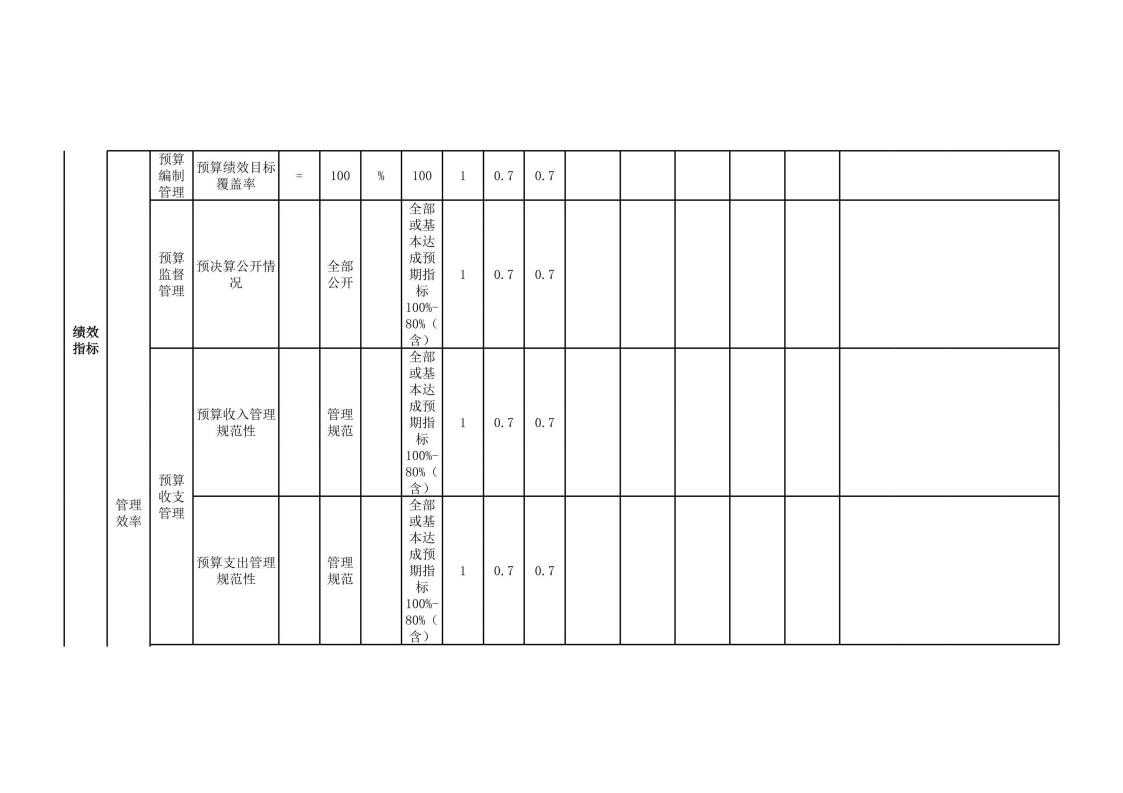 绩效
指标
管理
效率
预算
编制
管理
预算绩效目标
覆盖率
=
100
%
100
1
0.7
0.7
预算
监督
管理
预决算公开情
况
全部
公开
全部
或基
本达
成预
期指
标
100%-
80%（
含）
1
0.7
0.7
预算
收支
管理
预算收入管理
规范性
管理
规范
全部
或基
本达
成预
期指
标
100%-
80%（
含）
1
0.7
0.7
预算支出管理
规范性
管理
规范
全部
或基
本达
成预
期指
标
100%-
80%（
含）
1
0.7
0.7